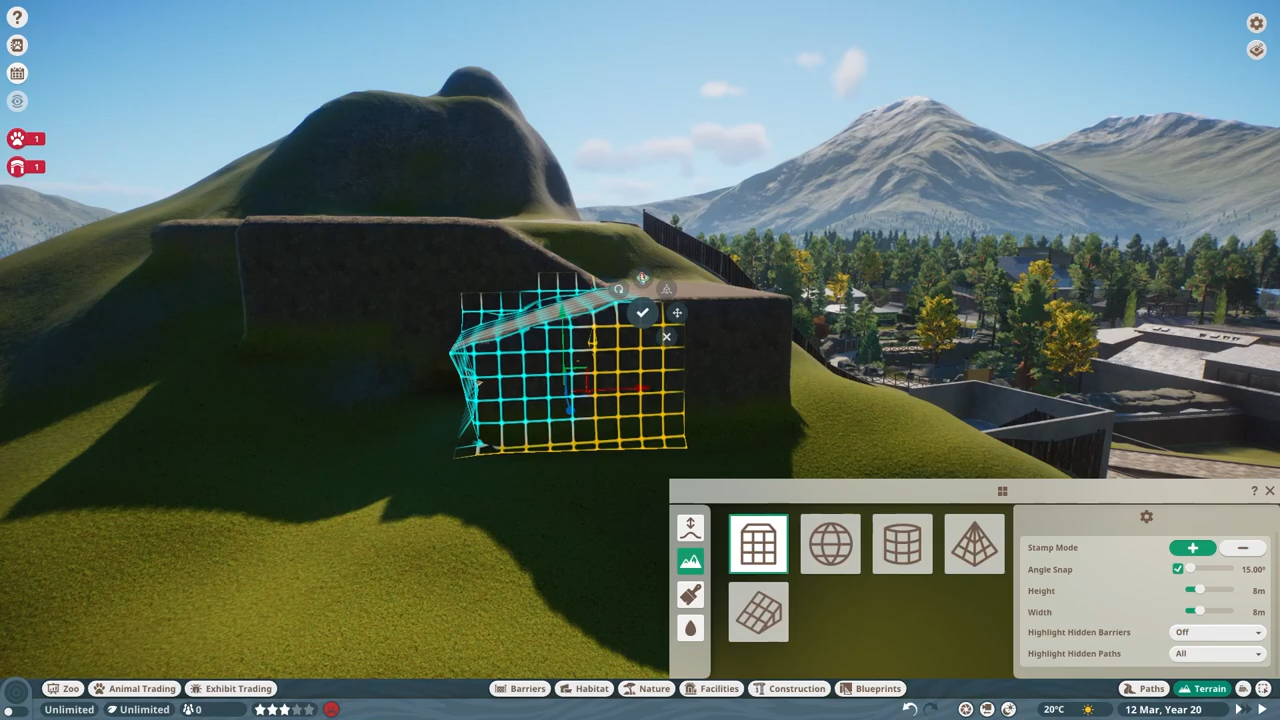 ?
1
1
? ×
Stamp Mode + −
Angle Snap 15.00°
Height 8m
Width 8m
Highlight Hidden Barriers Off
Highlight Hidden Paths All
Zoo Animal Trading Exhibit Trading Barriers Habitat Nature Facilities Construction Blueprints Paths Terrain
Unlimited Unlimited 0 20°C 12 Mar, Year 20